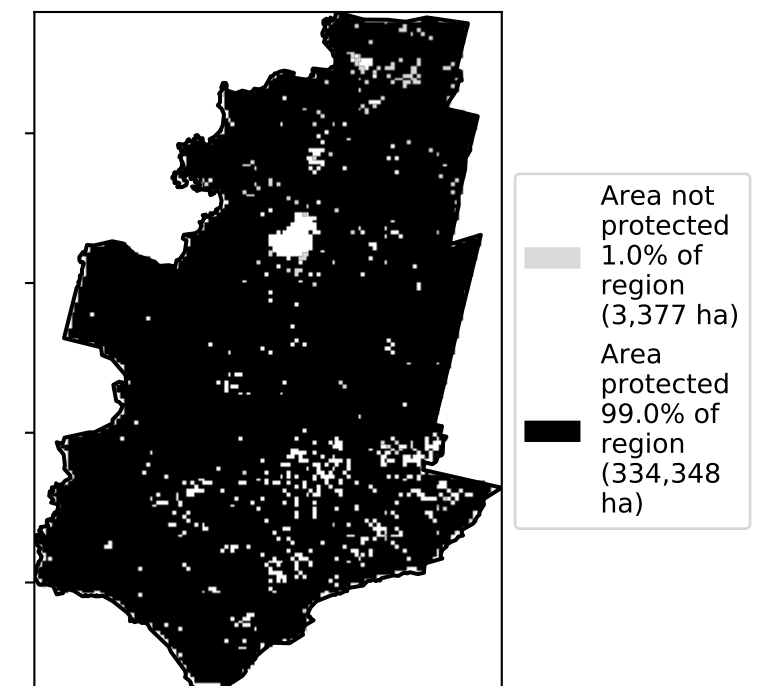 Area not
protected
1.0% of
region
(3,377 ha)
Area
protected
99.0% of
region
(334,348
ha)